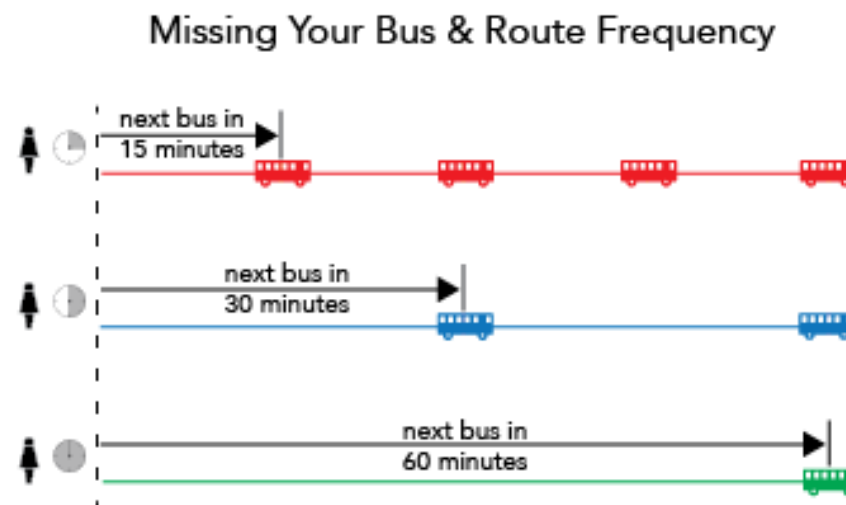 Missing Your Bus & Route Frequency
next bus in
15 minutes
next bus in
30 minutes
next bus in
60 minutes